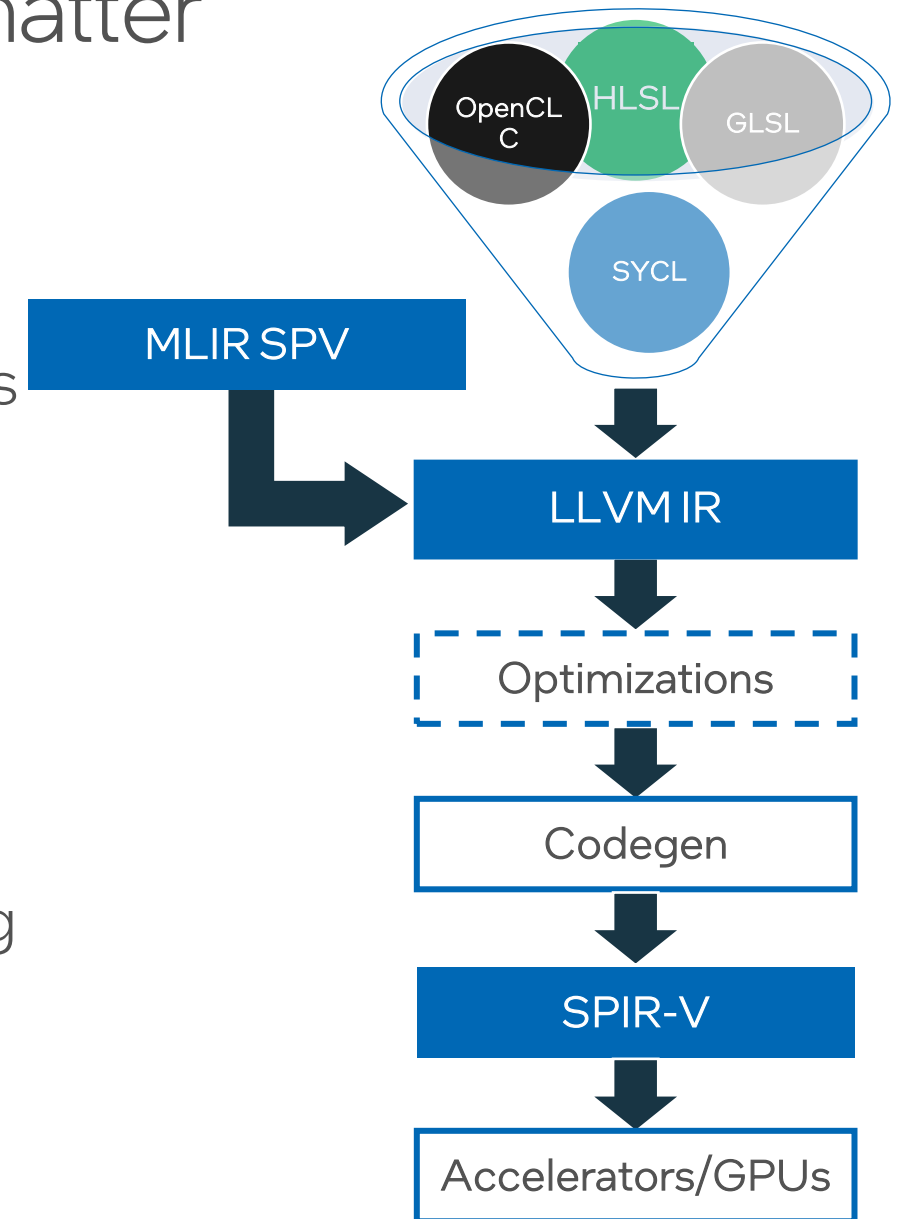 OpenCL
C
HLSL
GLSL
SYCL
MLIR SPV
LLVM IR
Optimizations
Codegen
SPIR-V
Accelerators/GPUs